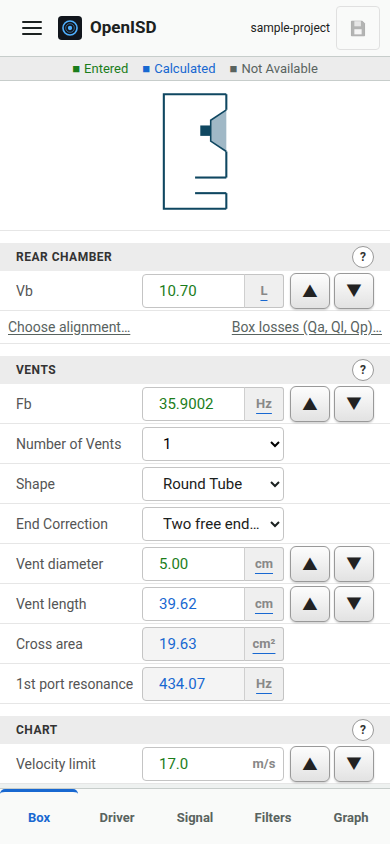 OpenISD
sample-project
Entered Calculated Not Available
REAR CHAMBER ?
Vb 10.70 L ▲ ▼
Choose alignment... Box losses (Qa, Ql, Qp)...
VENTS ?
Fb 35.9002 Hz ▲ ▼
Number of Vents 1
Shape Round Tube
End Correction Two free end...
Vent diameter 5.00 cm ▲ ▼
Vent length 39.62 cm ▲ ▼
Cross area 19.63 cm²
1st port resonance 434.07 Hz
CHART ?
Velocity limit 17.0 m/s ▲ ▼
Box Driver Signal Filters Graph